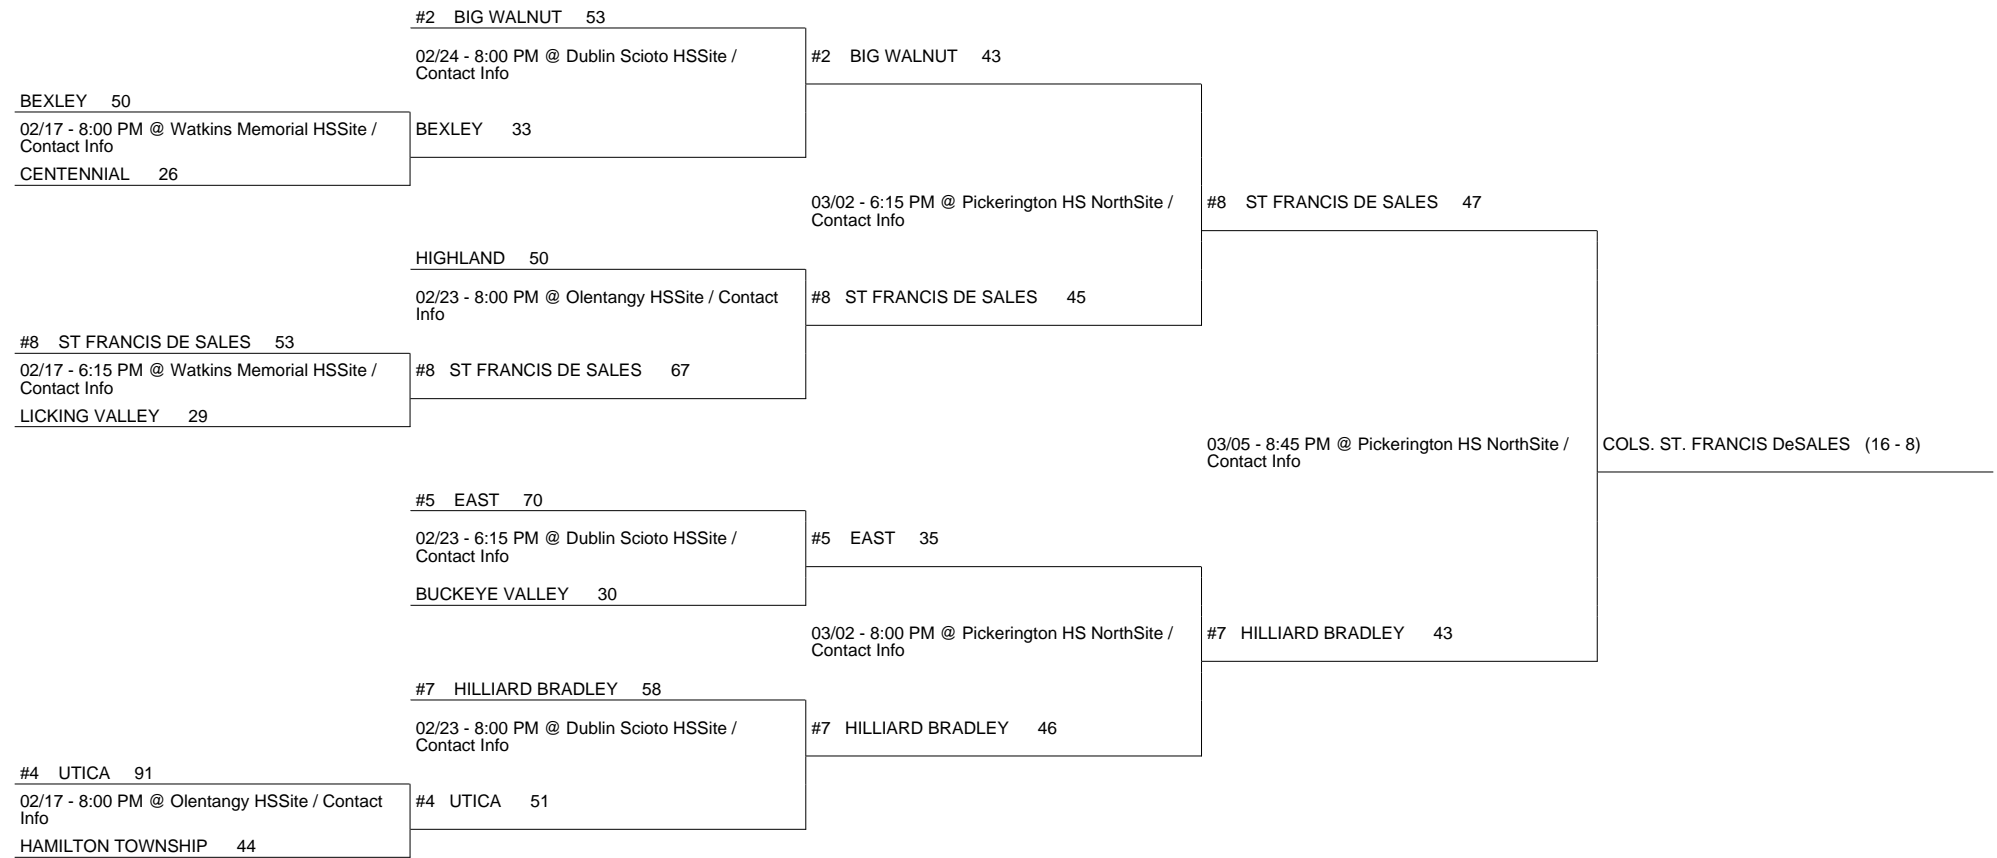 #2 BIG WALNUT 53
02/24 - 8:00 PM @ Dublin Scioto HSSite /
Contact Info
#2 BIG WALNUT 43
BEXLEY 50
02/17 - 8:00 PM @ Watkins Memorial HSSite /
Contact Info
BEXLEY 33
CENTENNIAL 26
03/02 - 6:15 PM @ Pickerington HS NorthSite /
Contact Info
#8 ST FRANCIS DE SALES 47
HIGHLAND 50
02/23 - 8:00 PM @ Olentangy HSSite / Contact
Info
#8 ST FRANCIS DE SALES 45
#8 ST FRANCIS DE SALES 53
02/17 - 6:15 PM @ Watkins Memorial HSSite /
Contact Info
#8 ST FRANCIS DE SALES 67
LICKING VALLEY 29
03/05 - 8:45 PM @ Pickerington HS NorthSite /
Contact Info
COLS. ST. FRANCIS DeSALES (16 - 8)
#5 EAST 70
02/23 - 6:15 PM @ Dublin Scioto HSSite /
Contact Info
#5 EAST 35
BUCKEYE VALLEY 30
03/02 - 8:00 PM @ Pickerington HS NorthSite /
Contact Info
#7 HILLIARD BRADLEY 43
#7 HILLIARD BRADLEY 58
02/23 - 8:00 PM @ Dublin Scioto HSSite /
Contact Info
#7 HILLIARD BRADLEY 46
#4 UTICA 91
02/17 - 8:00 PM @ Olentangy HSSite / Contact
Info
#4 UTICA 51
HAMILTON TOWNSHIP 44